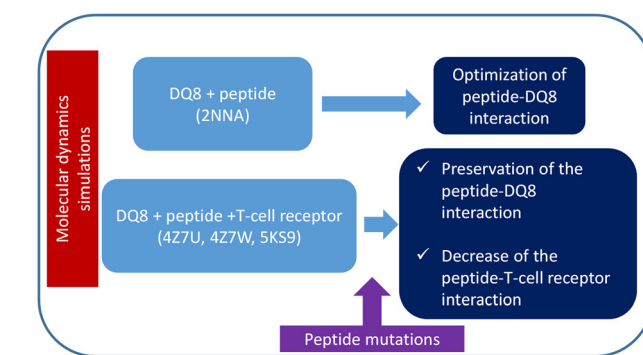 Molecular dynamics
simulations
DQ8 + peptide
(2NNA)
Optimization of
peptide-DQ8
interaction
DQ8 + peptide +T-cell receptor
(4Z7U, 4Z7W, 5KS9)
✓ Preservation of the
peptide-DQ8
interaction
✓ Decrease of the
peptide-T-cell receptor
interaction
Peptide mutations